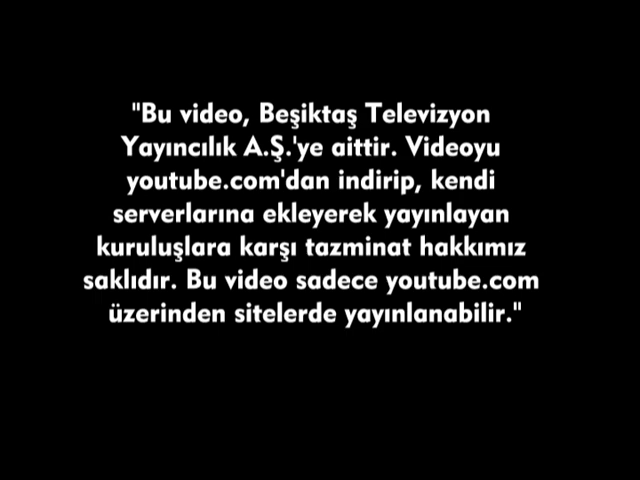 "Bu video, Beşiktaş Televizyon
Yayıncılık A.Ş.'ye aittir. Videoyu
youtube.com'dan indirip, kendi
serverlarına ekleyerek yayınlayan
kuruluşlara karşı tazminat hakkımız
saklıdır. Bu video sadece youtube.com
üzerinden sitelerde yayınlanabilir."